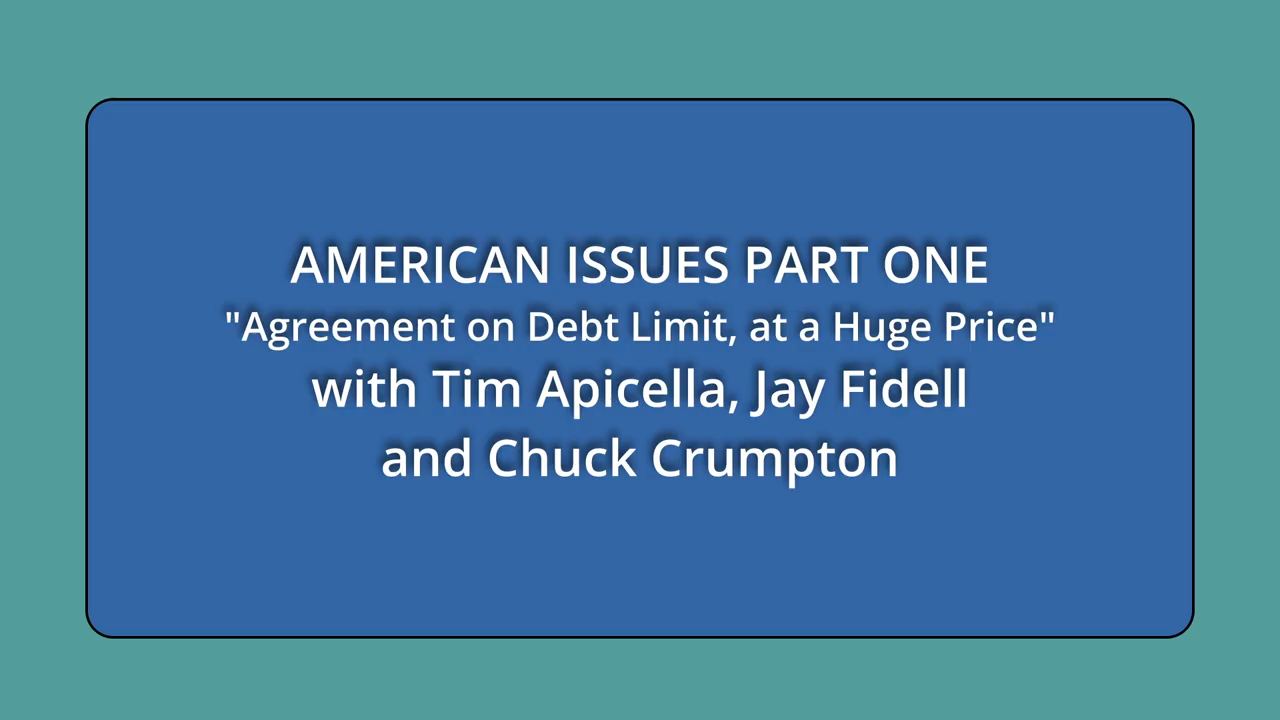 AMERICAN ISSUES PART ONE
"Agreement on Debt Limit, at a Huge Price"
with Tim Apicella, Jay Fidell
and Chuck Crumpton